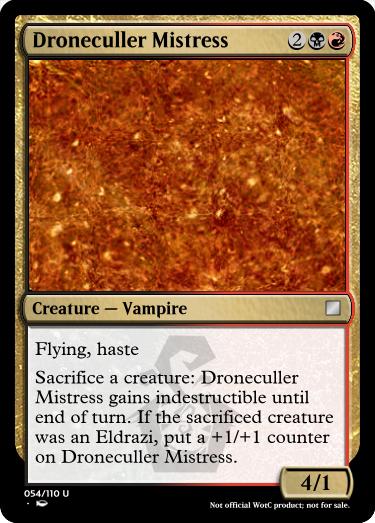 Droneculler Mistress 2
Creature — Vampire
Flying, haste
Sacrifice a creature: Droneculler
Mistress gains indestructible until
end of turn. If the sacrificed creature
was an Eldrazi, put a +1/+1 counter
on Droneculler Mistress.
4/1
054/110 U
Not official WotC product; not for sale.